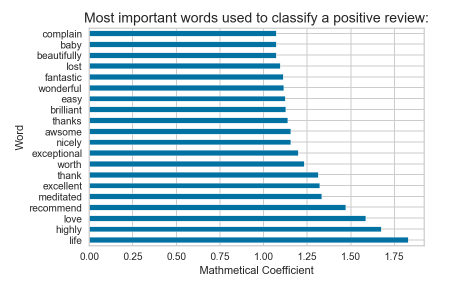 Most important words used to classify a positive review:
complain
baby
beautifully
lost
fantastic
wonderful
easy
brilliant
thanks
awsome
nicely
exceptional
worth
thank
excellent
meditated
recommend
love
highly
life
Word
0.00 0.25 0.50 0.75 1.00 1.25 1.50 1.75
Mathmetical Coefficient